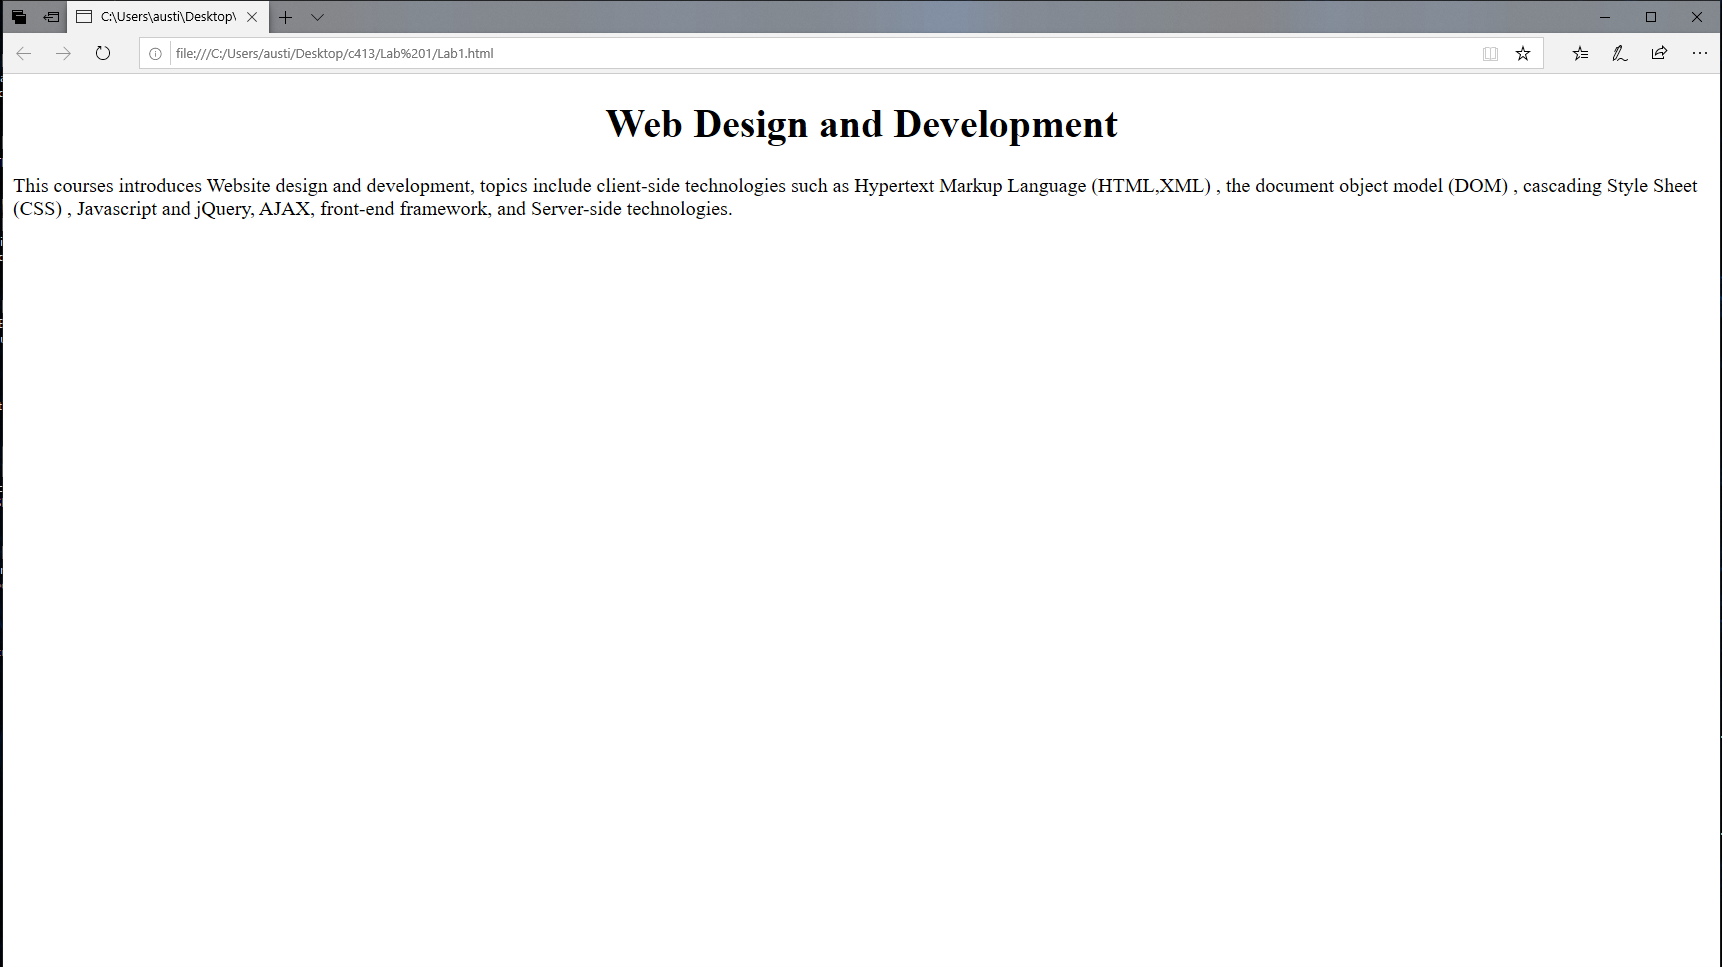 C:\Users\austi\Desktop\
file:///C:/Users/austi/Desktop/c413/Lab%201/Lab1.html
Web Design and Development
This courses introduces Website design and development, topics include client-side technologies such as Hypertext Markup Language (HTML,XML) , the document object model (DOM) , cascading Style Sheet
(CSS) , Javascript and jQuery, AJAX, front-end framework, and Server-side technologies.